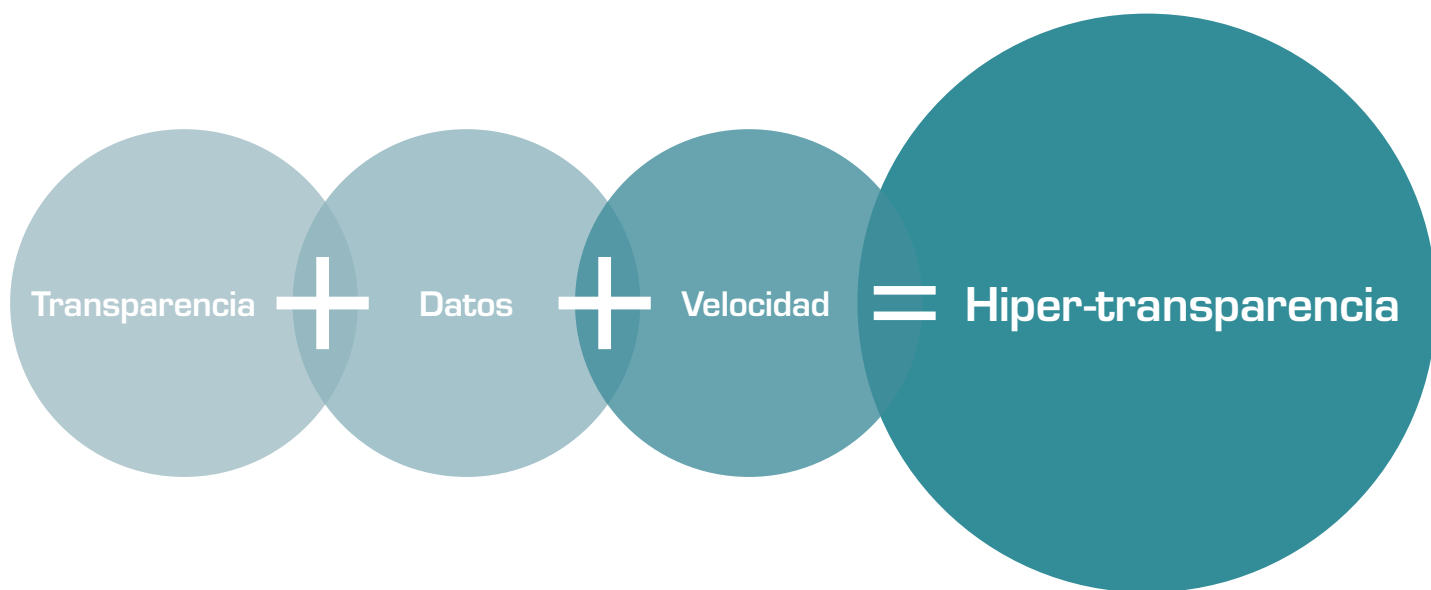 Transparencia + Datos + Velocidad = Hiper-transparencia